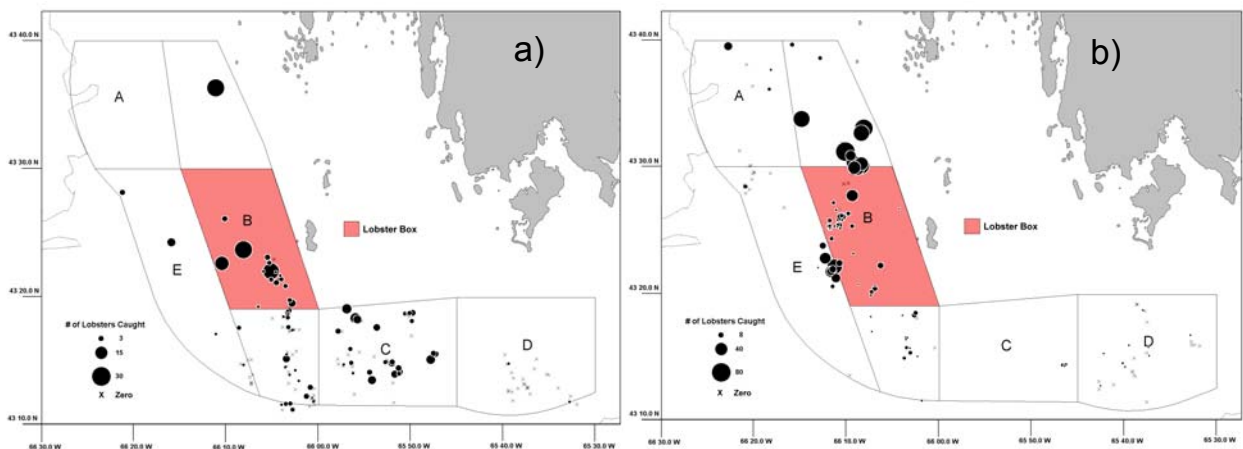 a)
43 40.0 N
43 30.0 N
43 20.0 N
43 10.0 N
A
B
E
C
D
Lobster Box
# of Lobsters Caught
3
15
30
X Zero
66 30.0 W
66 20.0 W
66 10.0 W
66 00.0 W
65 50.0 W
65 40.0 W
65 30.0 W
b)
43 40.0 N
43 30.0 N
43 20.0 N
43 10.0 N
A
B
E
C
D
Lobster Box
# of Lobsters Caught
8
40
80
X Zero
66 30.0 W
66 20.0 W
66 10.0 W
66 00.0 W
65 50.0 W
65 40.0 W
65 30.0 W